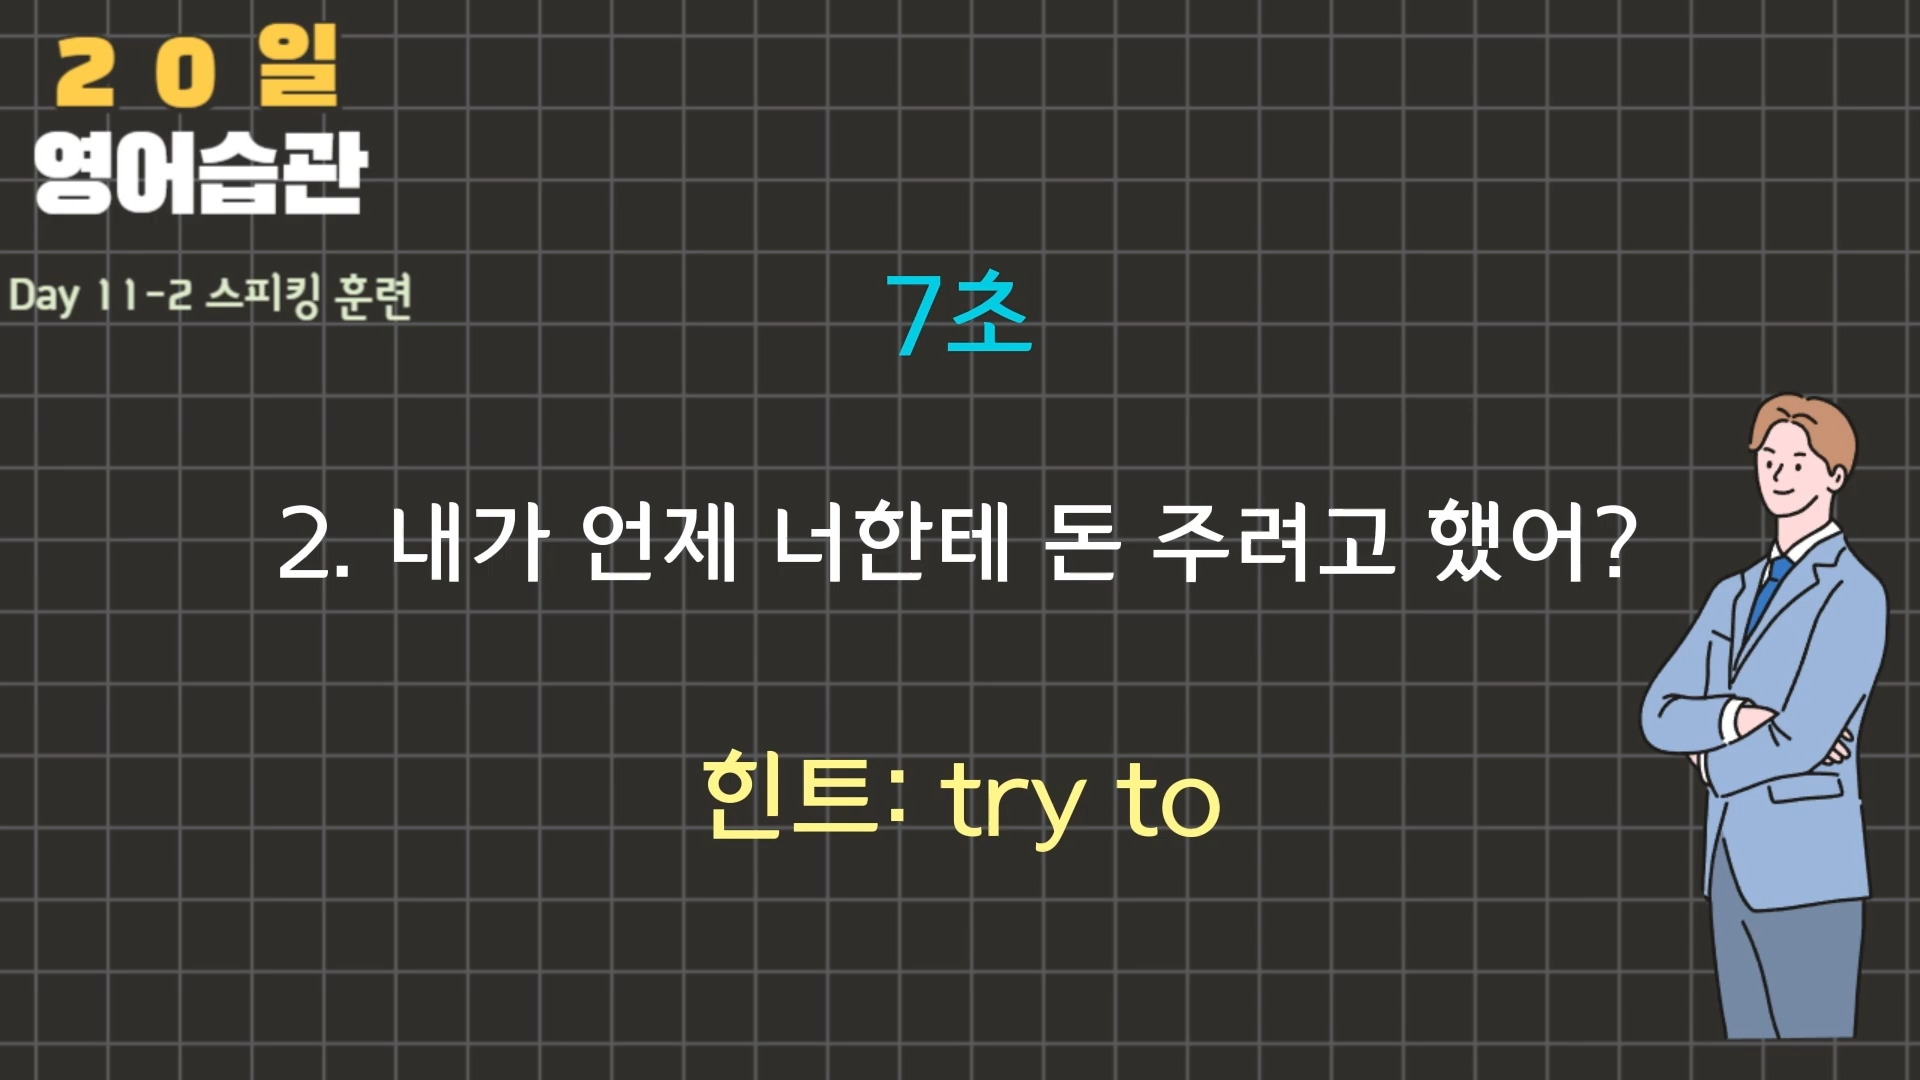 20일
영어습관
Day 11-2 스피킹 훈련
7초
2. 내가 언제 너한테 돈 주려고 했어?
힌트: try to